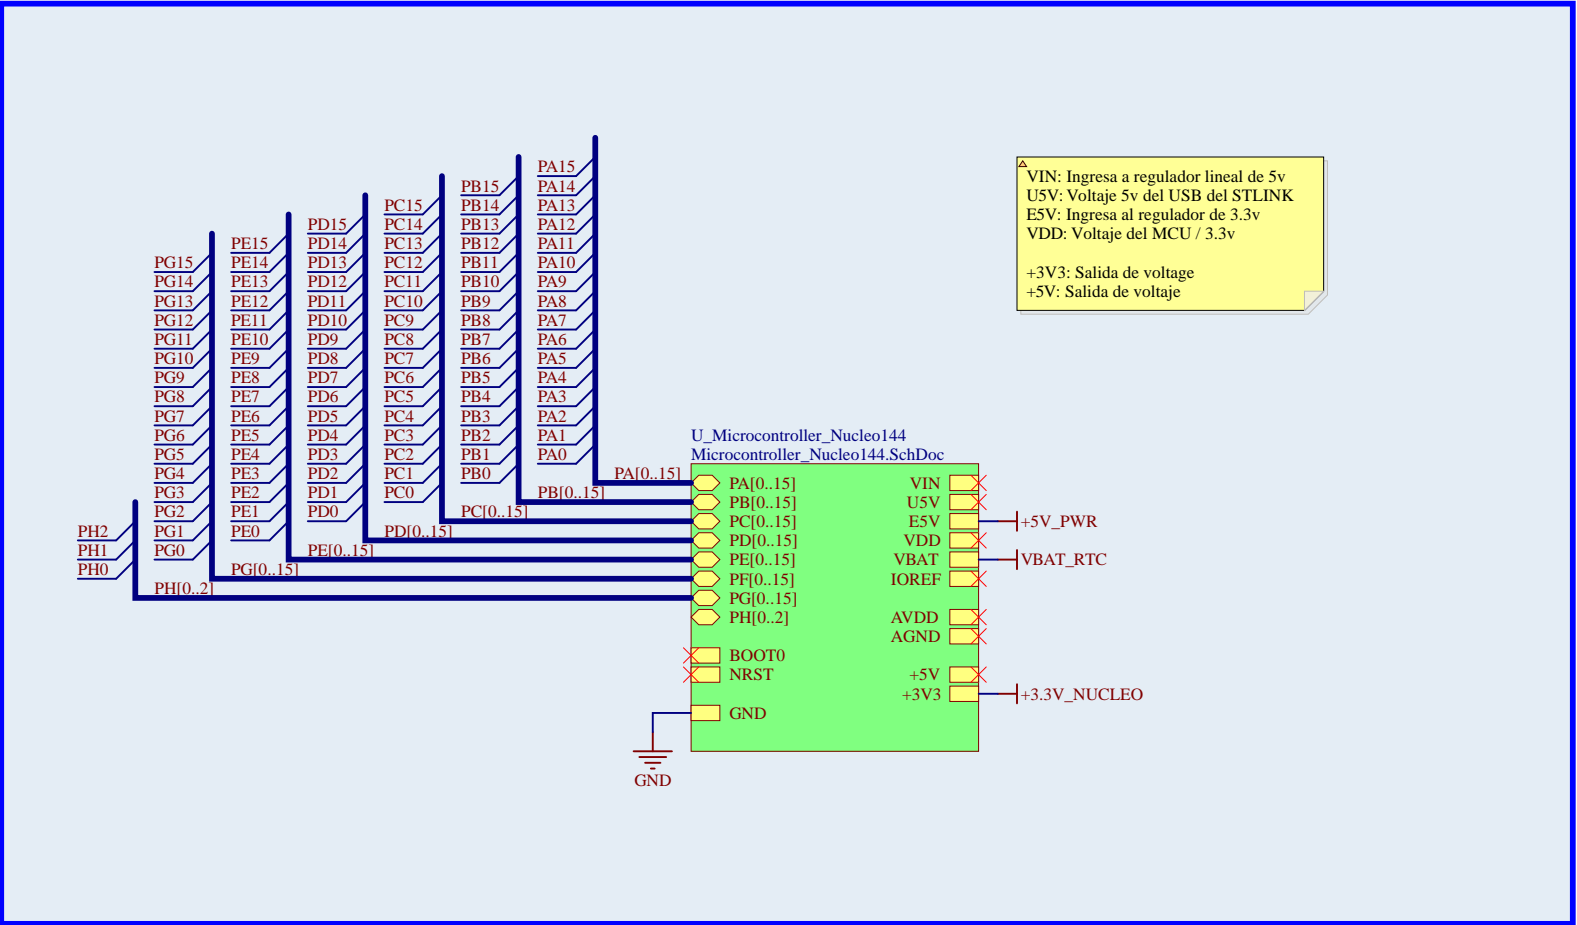 PA15
PA14
PA13
PA12
PA11
PA10
PA9
PA8
PA7
PA6
PA5
PA4
PA3
PA2
PA1
PA0
PB15
PB14
PB13
PB12
PB11
PB10
PB9
PB8
PB7
PB6
PB5
PB4
PB3
PB2
PB1
PB0
PC15
PC14
PC13
PC12
PC11
PC10
PC9
PC8
PC7
PC6
PC5
PC4
PC3
PC2
PC1
PC0
PD15
PD14
PD13
PD12
PD11
PD10
PD9
PD8
PD7
PD6
PD5
PD4
PD3
PD2
PD1
PD0
PE15
PE14
PE13
PE12
PE11
PE10
PE9
PE8
PE7
PE6
PE5
PE4
PE3
PE2
PE1
PE0
PG15
PG14
PG13
PG12
PG11
PG10
PG9
PG8
PG7
PG6
PG5
PG4
PG3
PG2
PG1
PG0
PH2
PH1
PH0
PA[0..15]
PB[0..15]
PC[0..15]
PD[0..15]
PE[0..15]
PG[0..15]
PH[0..2]
U_Microcontroller_Nucleo144
Microcontroller_Nucleo144.SchDoc
PA[0..15]
PB[0..15]
PC[0..15]
PD[0..15]
PE[0..15]
PF[0..15]
PG[0..15]
PH[0..2]
BOOT0
NRST
GND
GND
VIN
U5V
E5V
VDD
VBAT
IOREF
AVDD
AGND
+5V
+3V3
+5V_PWR
VBAT_RTC
+3.3V_NUCLEO
VIN: Ingresa a regulador lineal de 5v
U5V: Voltaje 5v del USB del STLINK
E5V: Ingresa al regulador de 3.3v
VDD: Voltaje del MCU / 3.3v
+3V3: Salida de voltage
+5V: Salida de voltaje